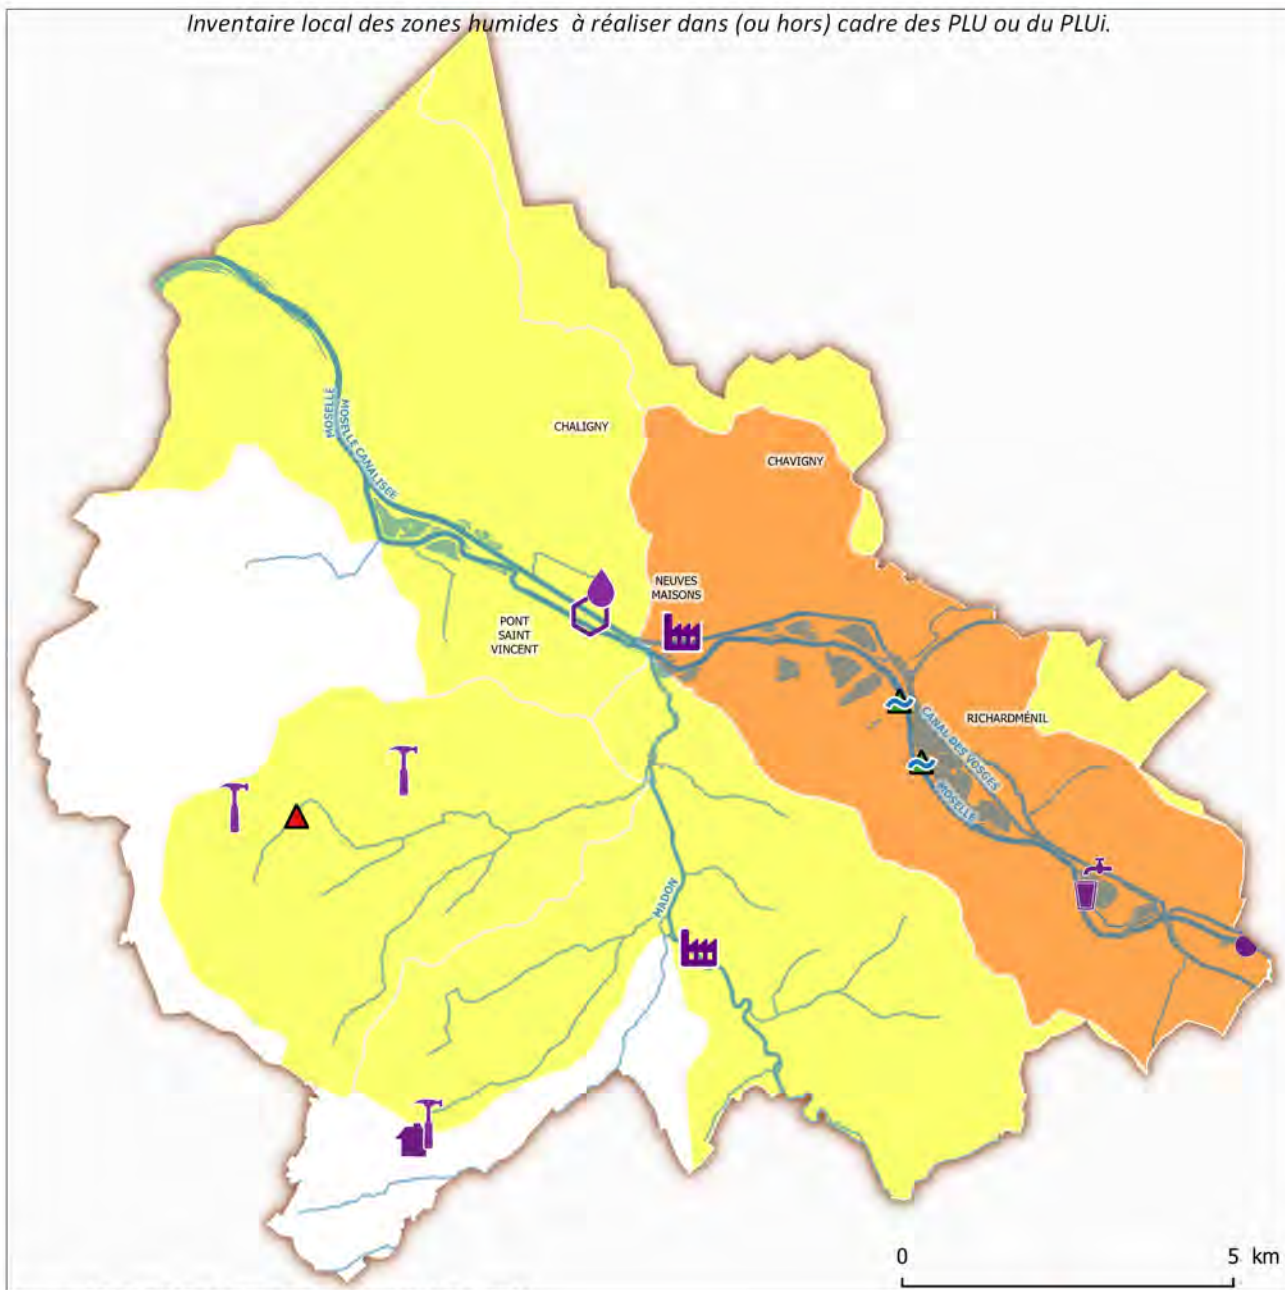 Inventaire local des zones humides à réaliser dans (ou hors) cadre des PLU ou du PLUi.
MOSELLE
MOSELLE CANALISEE
CHALIGNY
CHAVIGNY
NEUVES
MAISONS
PONT
SAINT
VINCENT
RICHARDMÉNIL
CANAL DES VOSGES
MOSELLE
MADON
0 5 km